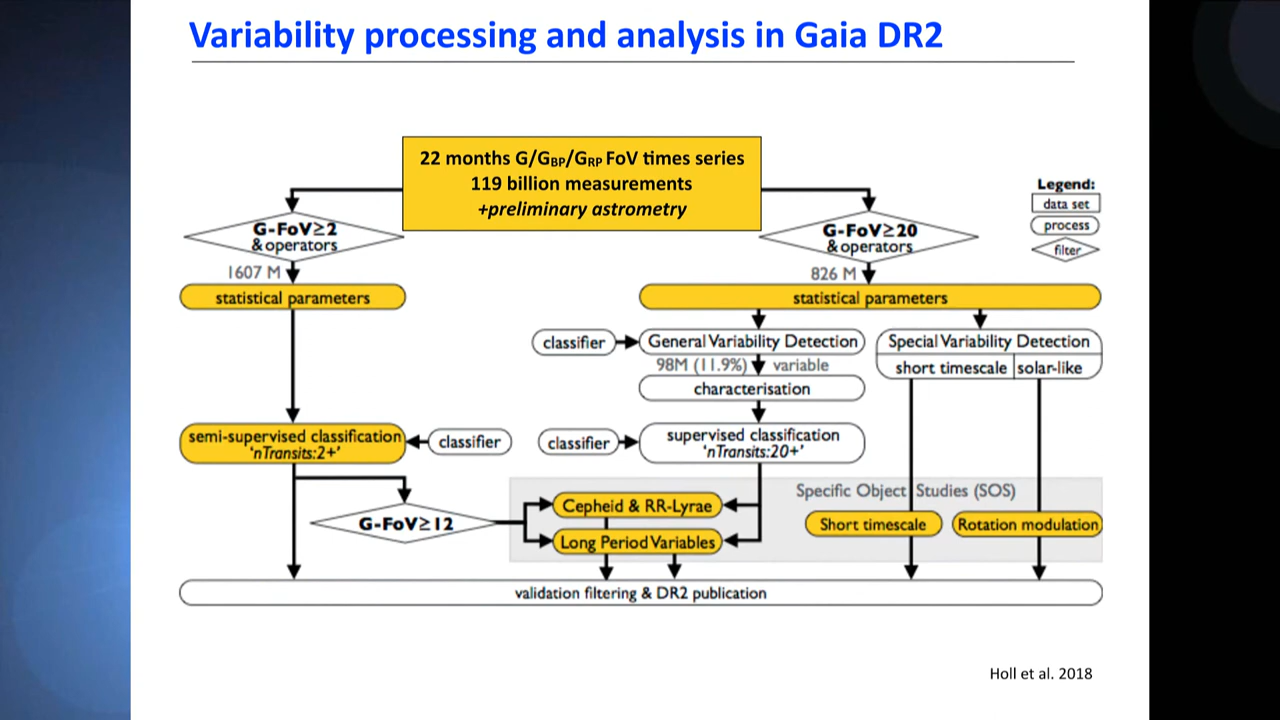 Variability processing and analysis in Gaia DR2
22 months G/GBP/GRP FoV times series
119 billion measurements
+preliminary astrometry
Legend:
data set
process
filter
G-FoV≥2
& operators
G-FoV≥20
& operators
1607 M
826 M
statistical parameters
statistical parameters
classifier
General Variability Detection
Special Variability Detection
short timescale
solar-like
98M (11.9%)
variable
characterisation
semi-supervised classification
'nTransits:2+'
classifier
classifier
supervised classification
'nTransits:20+'
Specific Object Studies (SOS)
G-FoV≥12
Cepheid & RR-Lyrae
Long Period Variables
Short timescale
Rotation modulation
validation filtering & DR2 publication
Holl et al. 2018